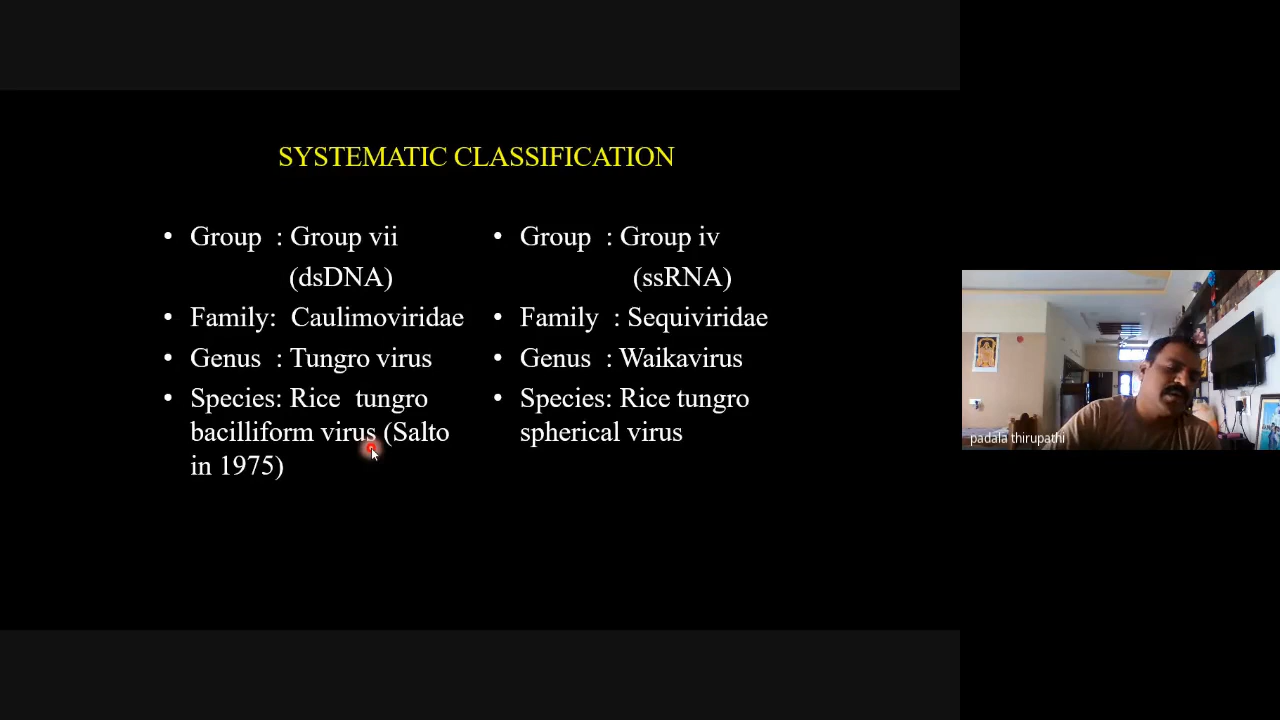 SYSTEMATIC CLASSIFICATION
• Group : Group vii
(dsDNA)
• Family: Caulimoviridae
• Genus : Tungro virus
• Species: Rice tungro
bacilliform virus (Salto
in 1975)
• Group : Group iv
(ssRNA)
• Family : Sequiviridae
• Genus : Waikavirus
• Species: Rice tungro
spherical virus
padala thirupathi